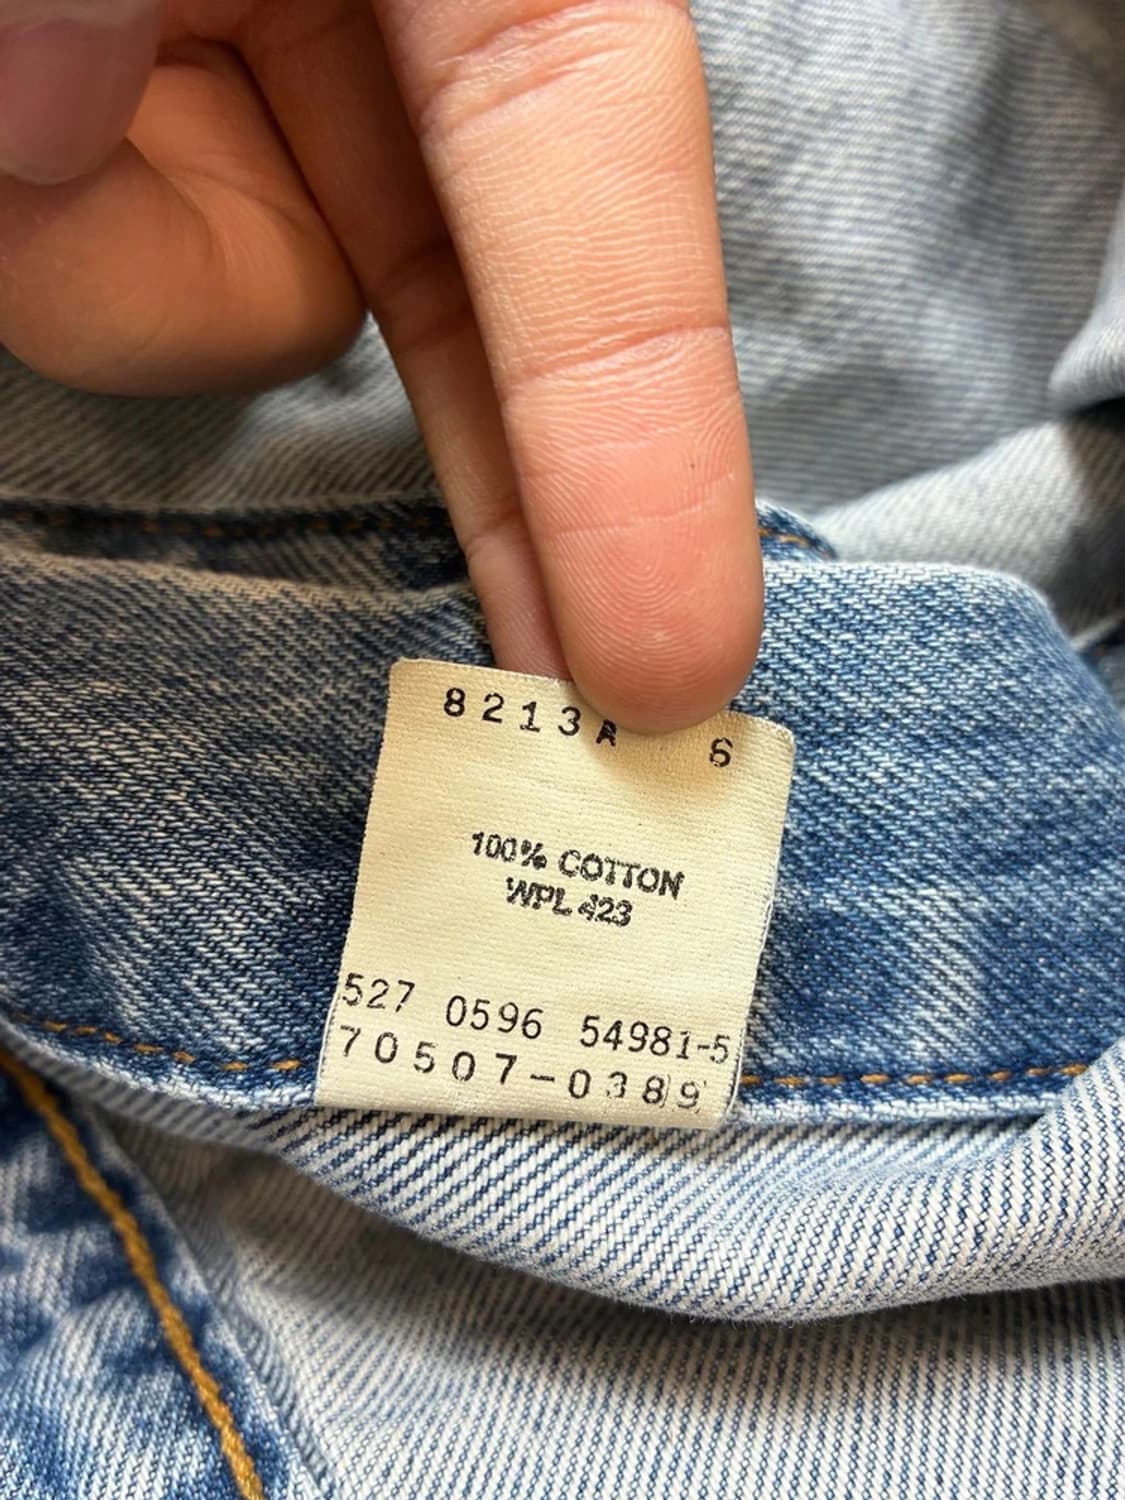 8213A 6
100% COTTON
WPL 423
527 0596 54981-5
70507-0389